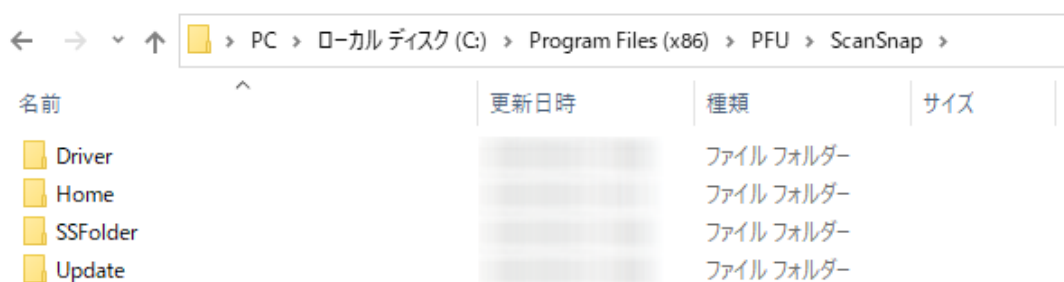 PC › ローカル ディスク (C:) › Program Files (x86) › PFU › ScanSnap ›
名前 更新日時 種類 サイズ
Driver ファイル フォルダー
Home ファイル フォルダー
SSFolder ファイル フォルダー
Update ファイル フォルダー